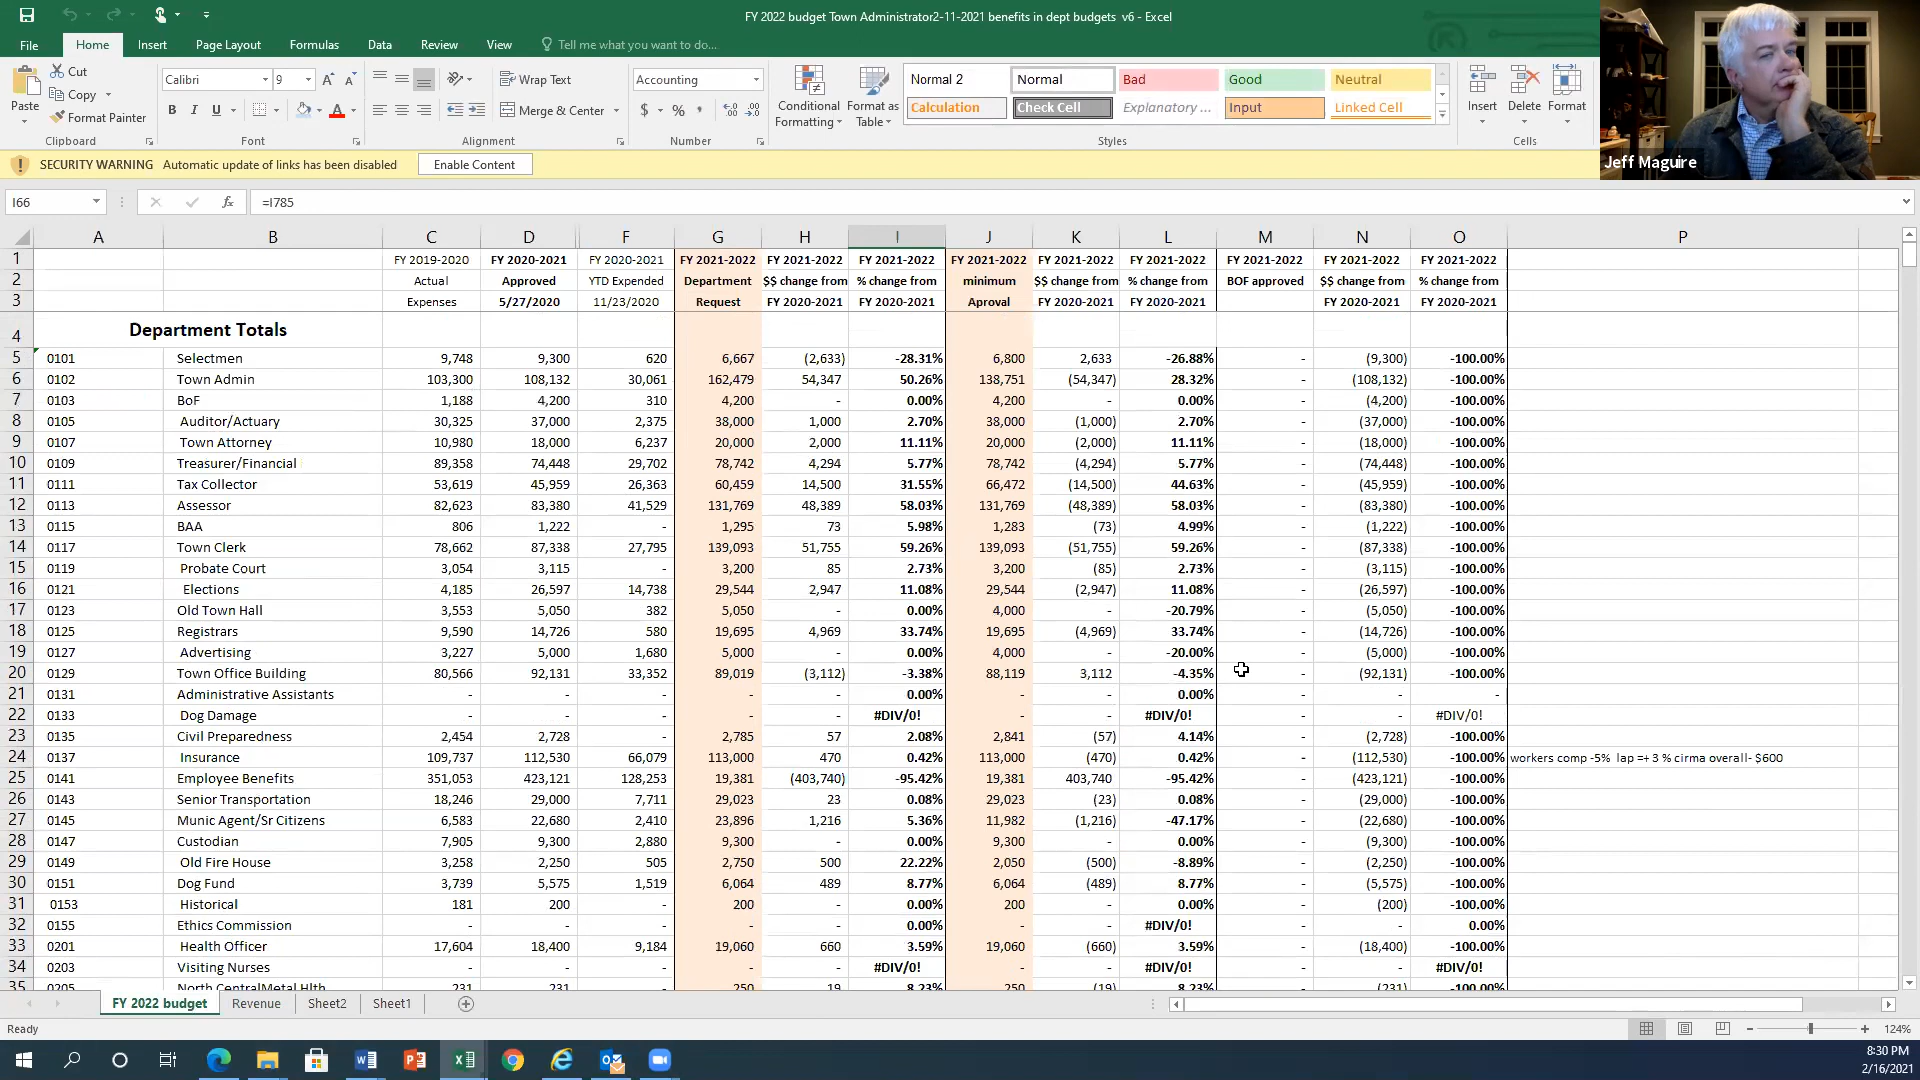 FY 2022 budget Town Administrator2-11-2021 benefits in dept budgets v6 - Excel
File Home Insert Page Layout Formulas Data Review View Tell me what you want to do...
Paste Cut Copy Format Painter Clipboard
Calibri 9 B I U Font
Wrap Text Merge & Center Alignment
Accounting $ % Number
Conditional Formatting Format as Table
Normal 2 Normal Bad Good Neutral
Calculation Check Cell Explanatory ... Input Linked Cell
Styles
Insert Delete Format
Cells
Jeff Maguire
SECURITY WARNING Automatic update of links has been disabled Enable Content
I66 fx =I785
A B C D F G H I J K L M N O P
1 FY 2019-2020 FY 2020-2021 FY 2020-2021 FY 2021-2022 FY 2021-2022 FY 2021-2022 FY 2021-2022 FY 2021-2022 FY 2021-2022 FY 2021-2022 FY 2021-2022 FY 2021-2022
2 Actual Approved YTD Expended Department $$ change from % change from minimum $$ change from % change from BOF approved $$ change from % change from
3 Expenses 5/27/2020 11/23/2020 Request FY 2020-2021 FY 2020-2021 Aproval FY 2020-2021 FY 2020-2021 FY 2020-2021 FY 2020-2021
4 Department Totals
5 0101 Selectmen 9,748 9,300 620 6,667 (2,633) -28.31% 6,800 2,633 -26.88% - (9,300) -100.00%
6 0102 Town Admin 103,300 108,132 30,061 162,479 54,347 50.26% 138,751 (54,347) 28.32% - (108,132) -100.00%
7 0103 BoF 1,188 4,200 310 4,200 - 0.00% 4,200 - 0.00% - (4,200) -100.00%
8 0105 Auditor/Actuary 30,325 37,000 2,375 38,000 1,000 2.70% 38,000 (1,000) 2.70% - (37,000) -100.00%
9 0107 Town Attorney 10,980 18,000 6,237 20,000 2,000 11.11% 20,000 (2,000) 11.11% - (18,000) -100.00%
10 0109 Treasurer/Financial 89,358 74,448 29,702 78,742 4,294 5.77% 78,742 (4,294) 5.77% - (74,448) -100.00%
11 0111 Tax Collector 53,619 45,959 26,363 60,459 14,500 31.55% 66,472 (14,500) 44.63% - (45,959) -100.00%
12 0113 Assessor 82,623 83,380 41,529 131,769 48,389 58.03% 131,769 (48,389) 58.03% - (83,380) -100.00%
13 0115 BAA 806 1,222 - 1,295 73 5.98% 1,283 (73) 4.99% - (1,222) -100.00%
14 0117 Town Clerk 78,662 87,338 27,795 139,093 51,755 59.26% 139,093 (51,755) 59.26% - (87,338) -100.00%
15 0119 Probate Court 3,054 3,115 - 3,200 85 2.73% 3,200 (85) 2.73% - (3,115) -100.00%
16 0121 Elections 4,185 26,597 14,738 29,544 2,947 11.08% 29,544 (2,947) 11.08% - (26,597) -100.00%
17 0123 Old Town Hall 3,553 5,050 382 5,050 - 0.00% 4,000 - -20.79% - (5,050) -100.00%
18 0125 Registrars 9,590 14,726 580 19,695 4,969 33.74% 19,695 (4,969) 33.74% - (14,726) -100.00%
19 0127 Advertising 3,227 5,000 1,680 5,000 - 0.00% 4,000 - -20.00% - (5,000) -100.00%
20 0129 Town Office Building 80,566 92,131 33,352 89,019 (3,112) -3.38% 88,119 3,112 -4.35% - (92,131) -100.00%
21 0131 Administrative Assistants - - - - - 0.00% - - 0.00% - - -
22 0133 Dog Damage - - - - - #DIV/0! - - #DIV/0! - - #DIV/0!
23 0135 Civil Preparedness 2,454 2,728 - 2,785 57 2.08% 2,841 (57) 4.14% - (2,728) -100.00%
24 0137 Insurance 109,737 112,530 66,079 113,000 470 0.42% 113,000 (470) 0.42% - (112,530) -100.00% workers comp -5% lap =+ 3 % cirma overall- $600
25 0141 Employee Benefits 351,053 423,121 128,253 19,381 (403,740) -95.42% 19,381 403,740 -95.42% - (423,121) -100.00%
26 0143 Senior Transportation 18,246 29,000 7,711 29,023 23 0.08% 29,023 (23) 0.08% - (29,000) -100.00%
27 0145 Munic Agent/Sr Citizens 6,583 22,680 2,410 23,896 1,216 5.36% 11,982 (1,216) -47.17% - (22,680) -100.00%
28 0147 Custodian 7,905 9,300 2,880 9,300 - 0.00% 9,300 - 0.00% - (9,300) -100.00%
29 0149 Old Fire House 3,258 2,250 505 2,750 500 22.22% 2,050 (500) -8.89% - (2,250) -100.00%
30 0151 Dog Fund 3,739 5,575 1,519 6,064 489 8.77% 6,064 (489) 8.77% - (5,575) -100.00%
31 0153 Historical 181 200 - 200 - 0.00% 200 - 0.00% - (200) -100.00%
32 0155 Ethics Commission - - - - - 0.00% - - #DIV/0! - - 0.00%
33 0201 Health Officer 17,604 18,400 9,184 19,060 660 3.59% 19,060 (660) 3.59% - (18,400) -100.00%
34 0203 Visiting Nurses - - - - - #DIV/0! - - #DIV/0! - - #DIV/0!
35 0205 North CentralMetal Hlth 231 231 - 250 19 8.23% 250 (19) 8.23% - (231) -100.00%
FY 2022 budget Revenue Sheet2 Sheet1
Ready 124%
8:30 PM
2/16/2021